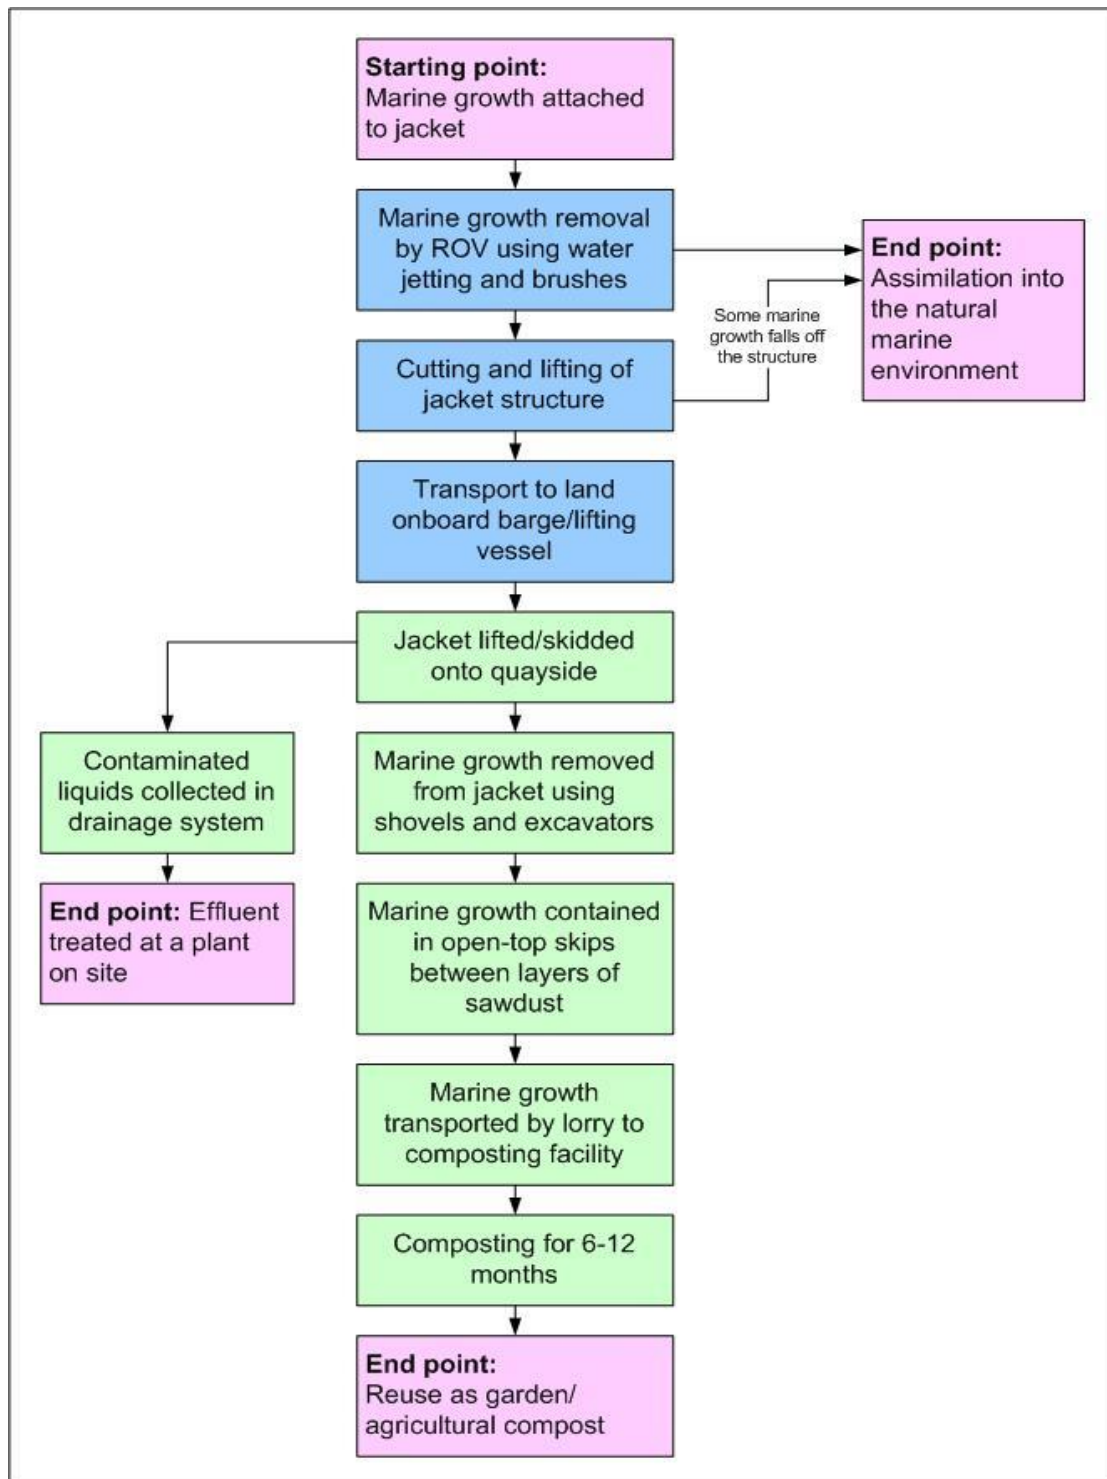 Starting point:
Marine growth attached
to jacket
Marine growth removal
by ROV using water
jetting and brushes
End point:
Assimilation into
the natural
marine
environment
Some marine
growth falls off
the structure
Cutting and lifting of
jacket structure
Transport to land
onboard barge/lifting
vessel
Jacket lifted/skidded
onto quayside
Contaminated
liquids collected in
drainage system
Marine growth removed
from jacket using
shovels and excavators
End point: Effluent
treated at a plant
on site
Marine growth contained
in open-top skips
between layers of
sawdust
Marine growth
transported by lorry to
composting facility
Composting for 6-12
months
End point:
Reuse as garden/
agricultural compost